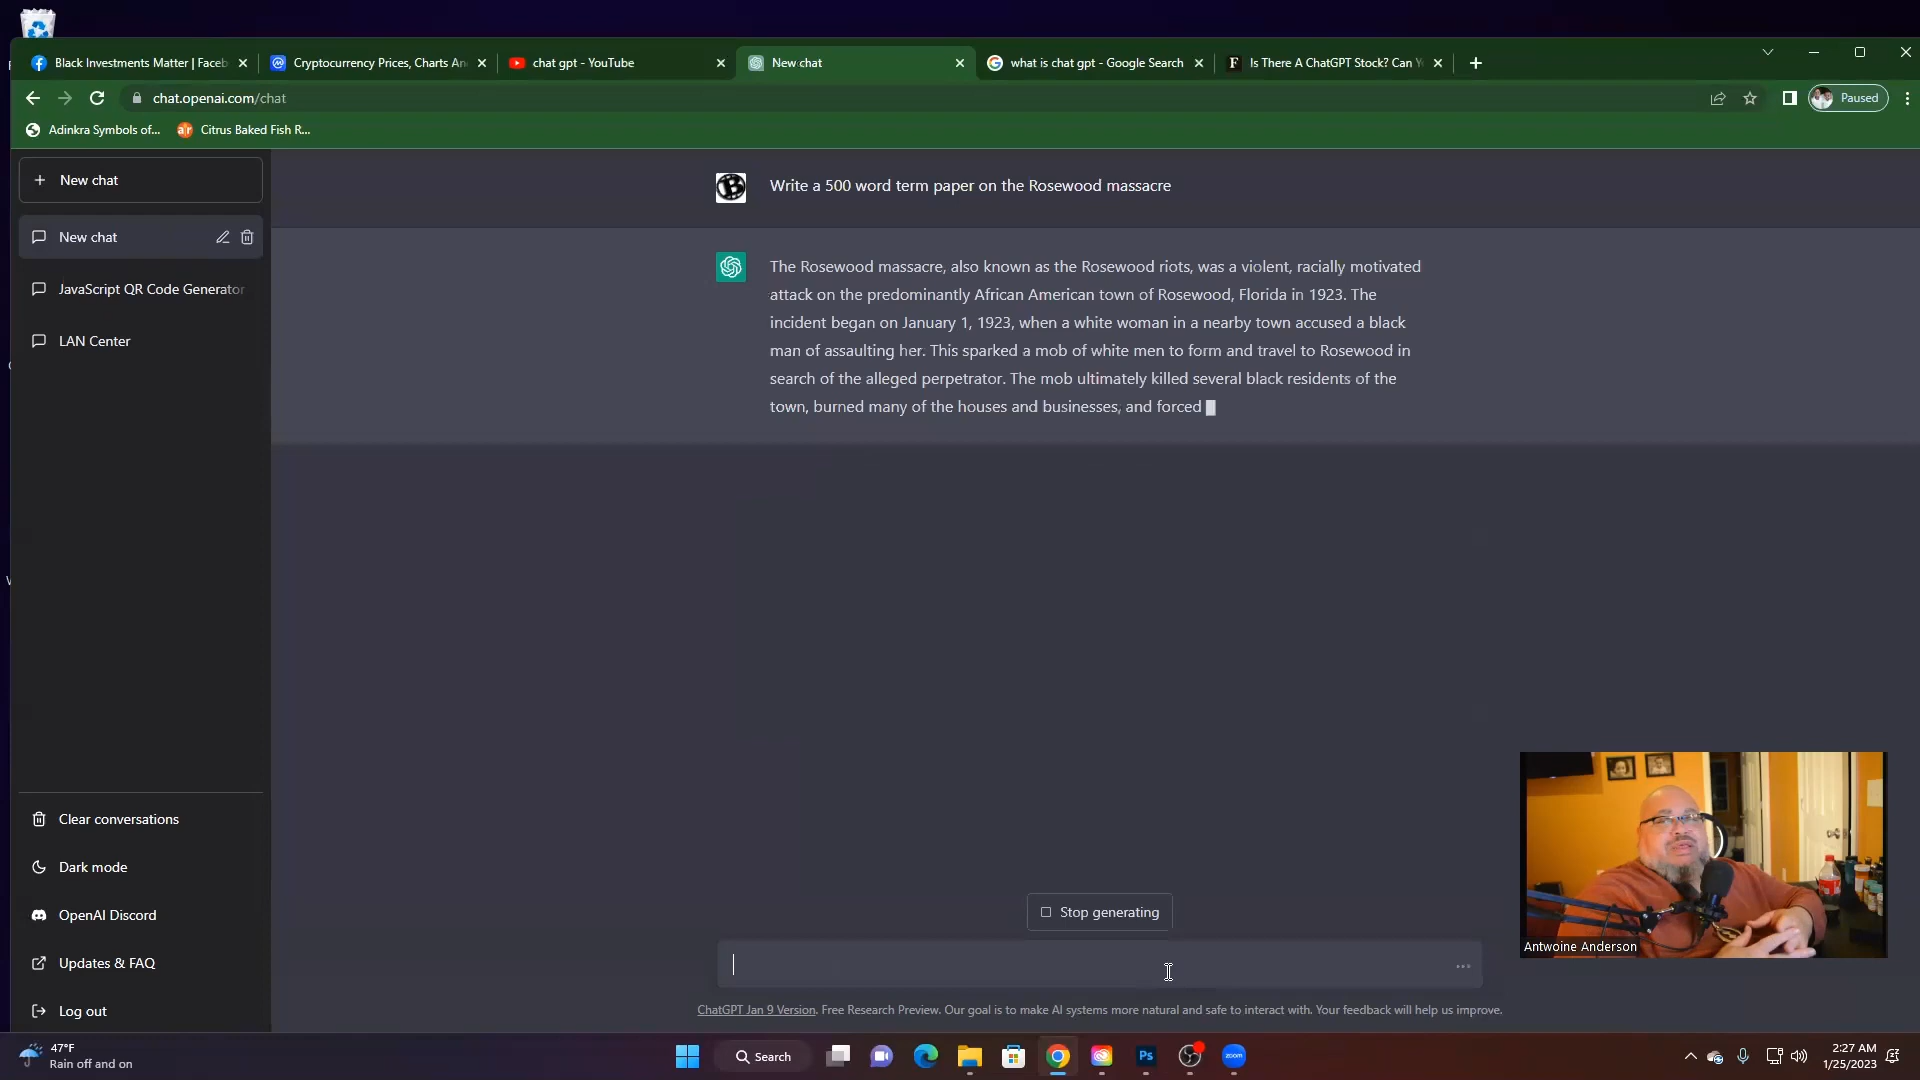 Black Investments Matter | Faceb
Cryptocurrency Prices, Charts An
chat gpt - YouTube
New chat
what is chat gpt - Google Search
Is There A ChatGPT Stock? Can Y
chat.openai.com/chat
Paused
Adinkra Symbols of...
Citrus Baked Fish R...
New chat
New chat
JavaScript QR Code Generator
LAN Center
Write a 500 word term paper on the Rosewood massacre
The Rosewood massacre, also known as the Rosewood riots, was a violent, racially motivated
attack on the predominantly African American town of Rosewood, Florida in 1923. The
incident began on January 1, 1923, when a white woman in a nearby town accused a black
man of assaulting her. This sparked a mob of white men to form and travel to Rosewood in
search of the alleged perpetrator. The mob ultimately killed several black residents of the
town, burned many of the houses and businesses, and forced
Stop generating
ChatGPT Jan 9 Version. Free Research Preview. Our goal is to make AI systems more natural and safe to interact with. Your feedback will help us improve.
Clear conversations
Dark mode
OpenAI Discord
Updates & FAQ
Log out
Antwoine Anderson
47°F
Rain off and on
Search
Ps
zoom
2:27 AM
1/25/2023